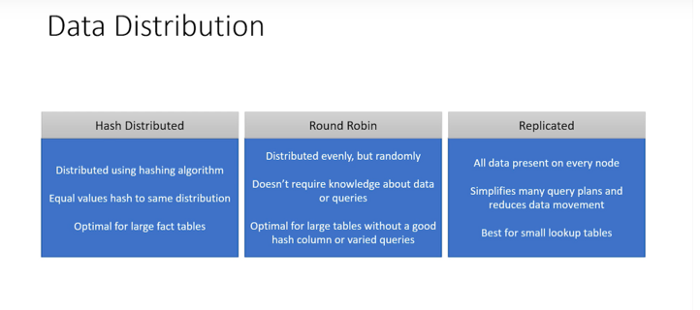 Data Distribution
Hash Distributed
Distributed using hashing algorithm
Equal values hash to same distribution
Optimal for large fact tables
Round Robin
Distributed evenly, but randomly
Doesn't require knowledge about data
or queries
Optimal for large tables without a good
hash column or varied queries
Replicated
All data present on every node
Simplifies many query plans and
reduces data movement
Best for small lookup tables